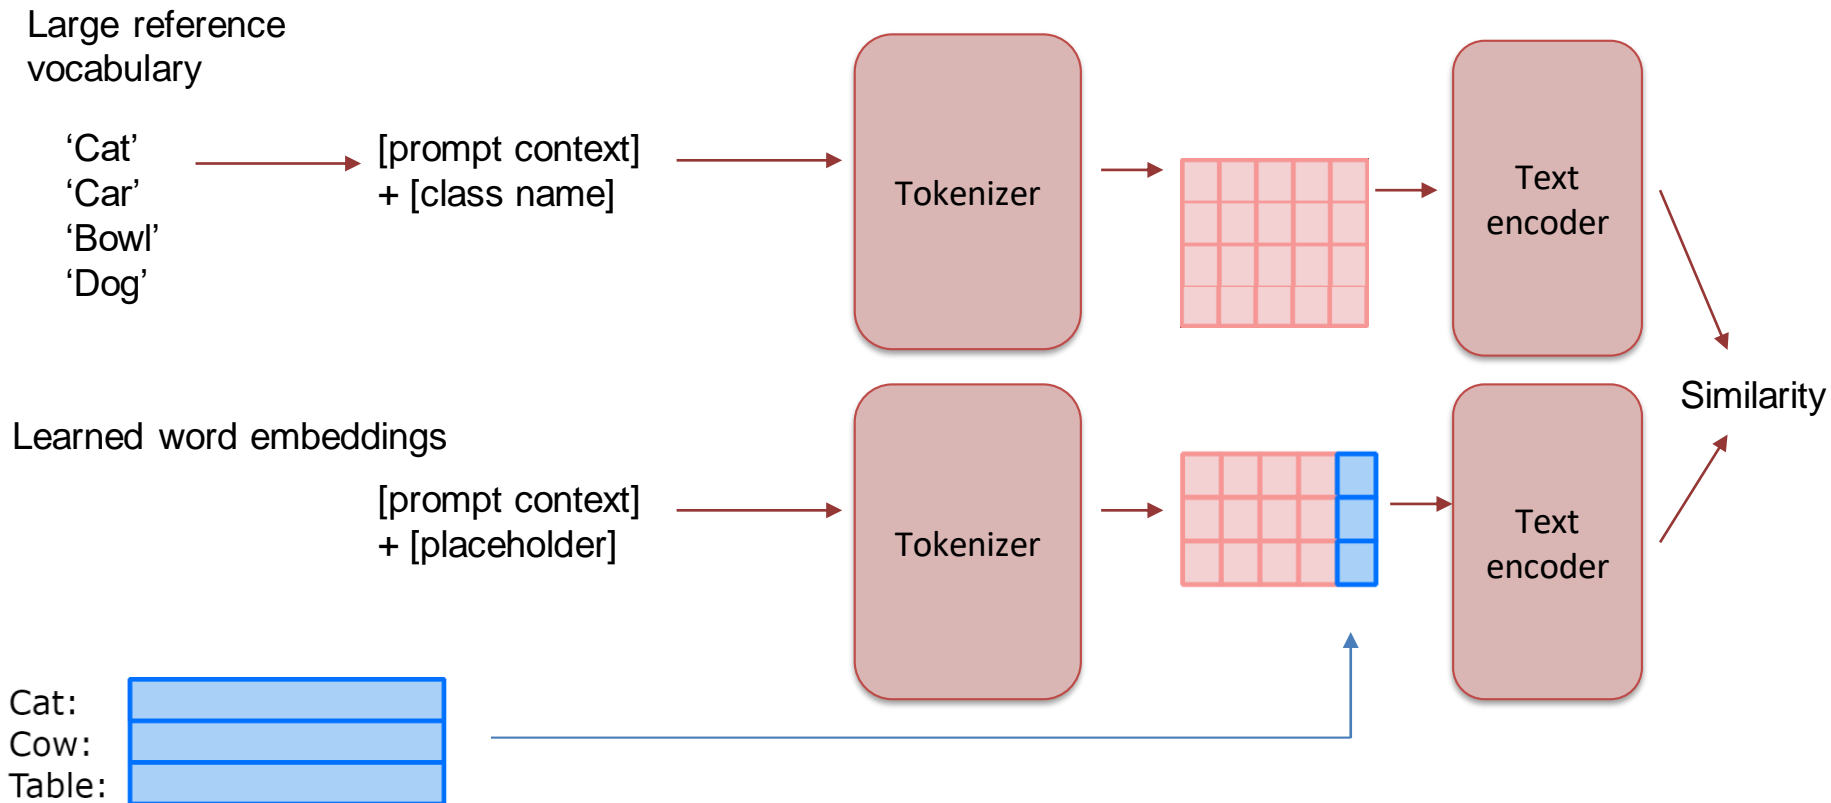 Large reference
vocabulary
‘Cat’
‘Car’
‘Bowl’
‘Dog’
[prompt context]
+ [class name]
Tokenizer
Text
encoder
Similarity
Learned word embeddings
[prompt context]
+ [placeholder]
Tokenizer
Text
encoder
Cat:
Cow:
Table: